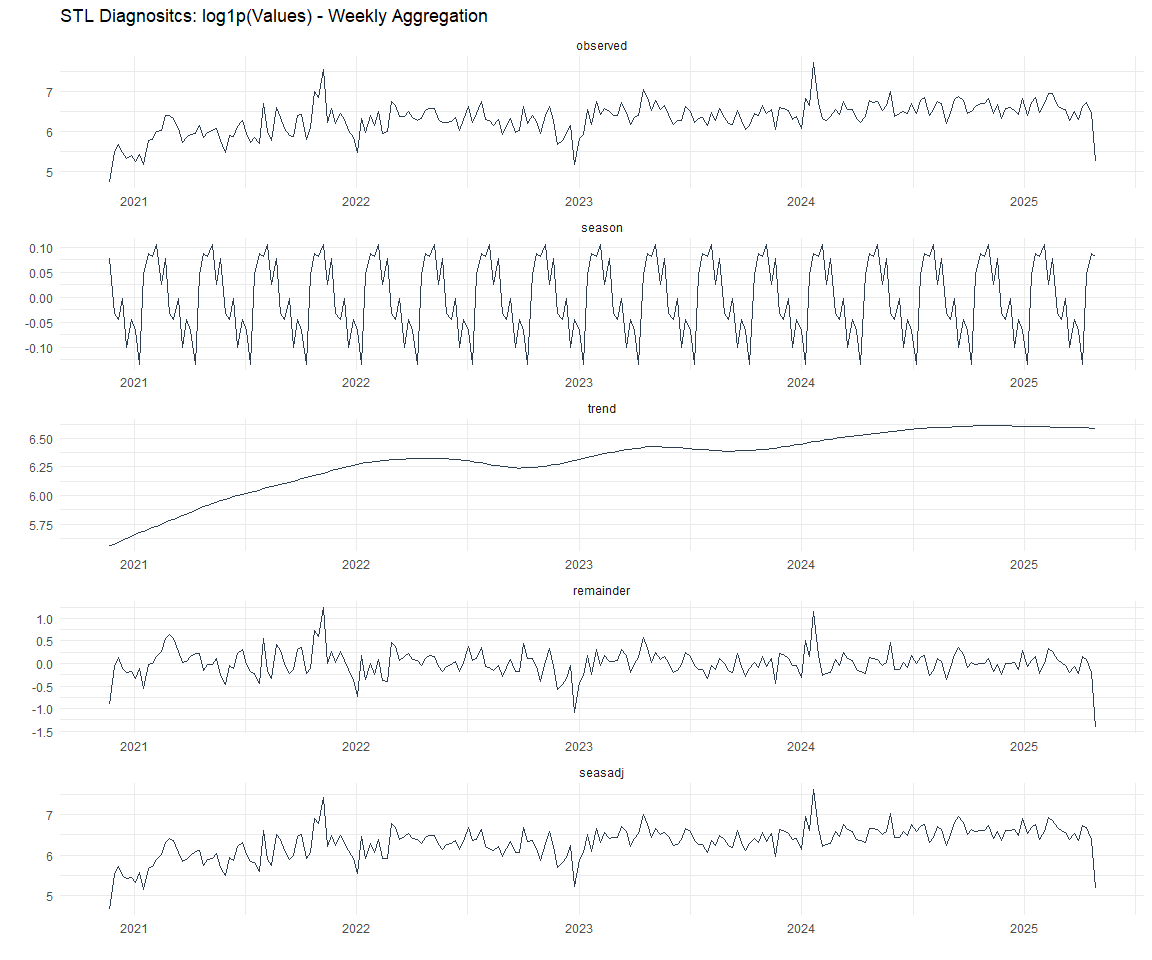 STL Diagnositcs: log1p(Values) - Weekly Aggregation
observed
7
6
5
2021 2022 2023 2024 2025
season
0.10
0.05
0.00
-0.05
-0.10
2021 2022 2023 2024 2025
trend
6.50
6.25
6.00
5.75
2021 2022 2023 2024 2025
remainder
1.0
0.5
0.0
-0.5
-1.0
-1.5
2021 2022 2023 2024 2025
seasadj
7
6
5
2021 2022 2023 2024 2025